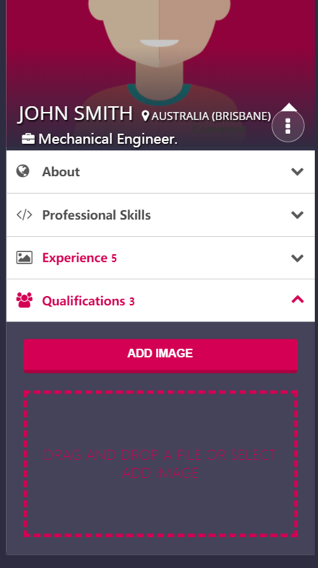 JOHN SMITH AUSTRALIA (BRISBANE)
Mechanical Engineer.
About
Professional Skills
Experience 5
Qualifications 3
ADD IMAGE
DRAG AND DROP A FILE OR SELECT
ADD IMAGE